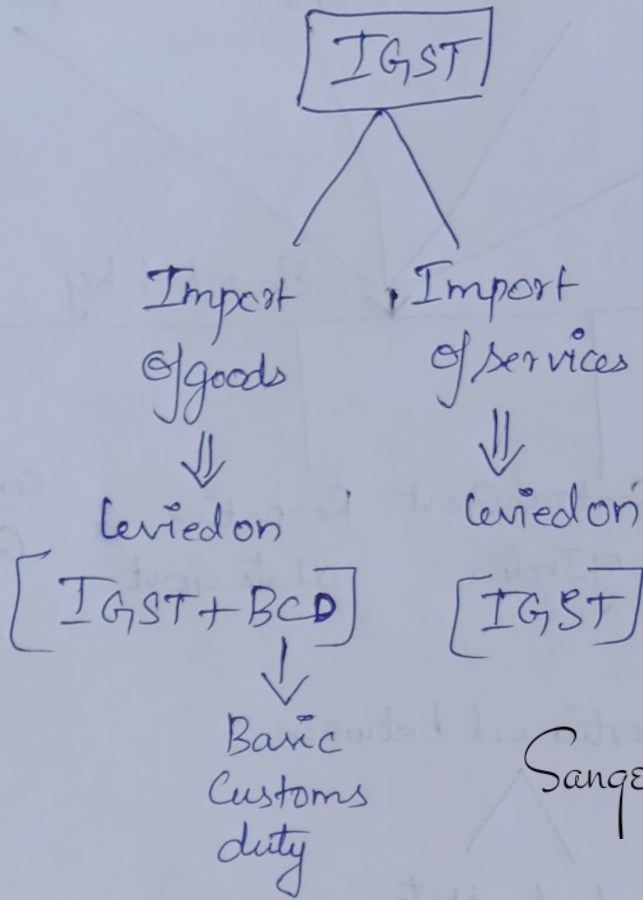 IGST
Import
of goods
⇓
Levied on
[IGST + BCD]
↓
Basic
Customs
duty
Import
of services
⇓
Levied on
[IGST]